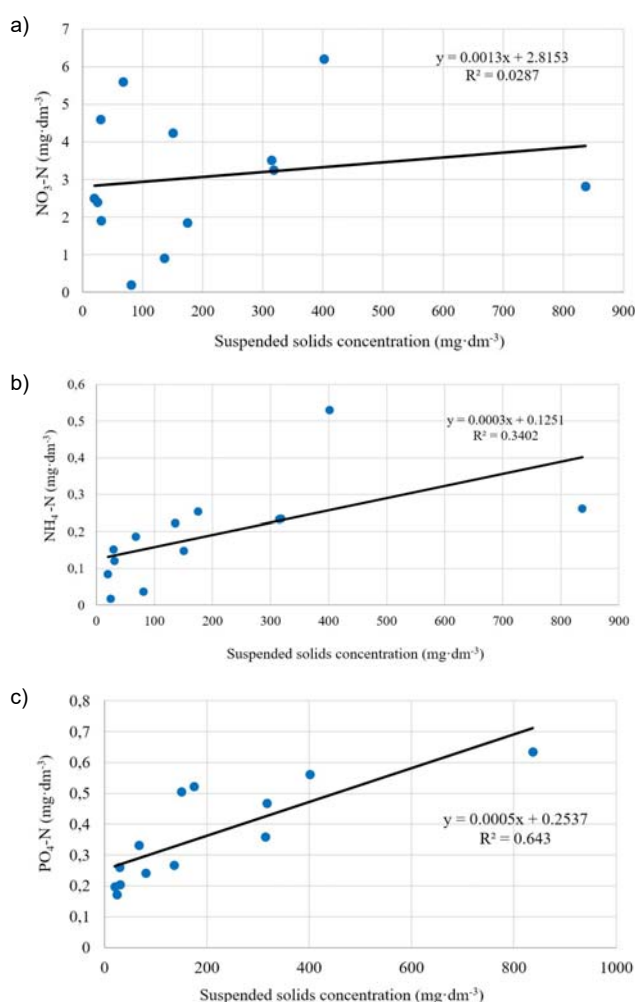 a)
7
6
5
4
3
2
1
0
NO₃-N (mg·dm⁻³)
y = 0.0013x + 2.8153
R² = 0.0287
0 100 200 300 400 500 600 700 800 900
Suspended solids concentration (mg·dm⁻³)
b)
0,6
0,5
0,4
0,3
0,2
0,1
0
NH₄-N (mg·dm⁻³)
y = 0.0003x + 0.1251
R² = 0.3402
0 100 200 300 400 500 600 700 800 900
Suspended solids concentration (mg·dm⁻³)
c)
0,8
0,7
0,6
0,5
0,4
0,3
0,2
0,1
0
PO₄-N (mg·dm⁻³)
y = 0.0005x + 0.2537
R² = 0.643
0 200 400 600 800 1000
Suspended solids concentration (mg·dm⁻³)